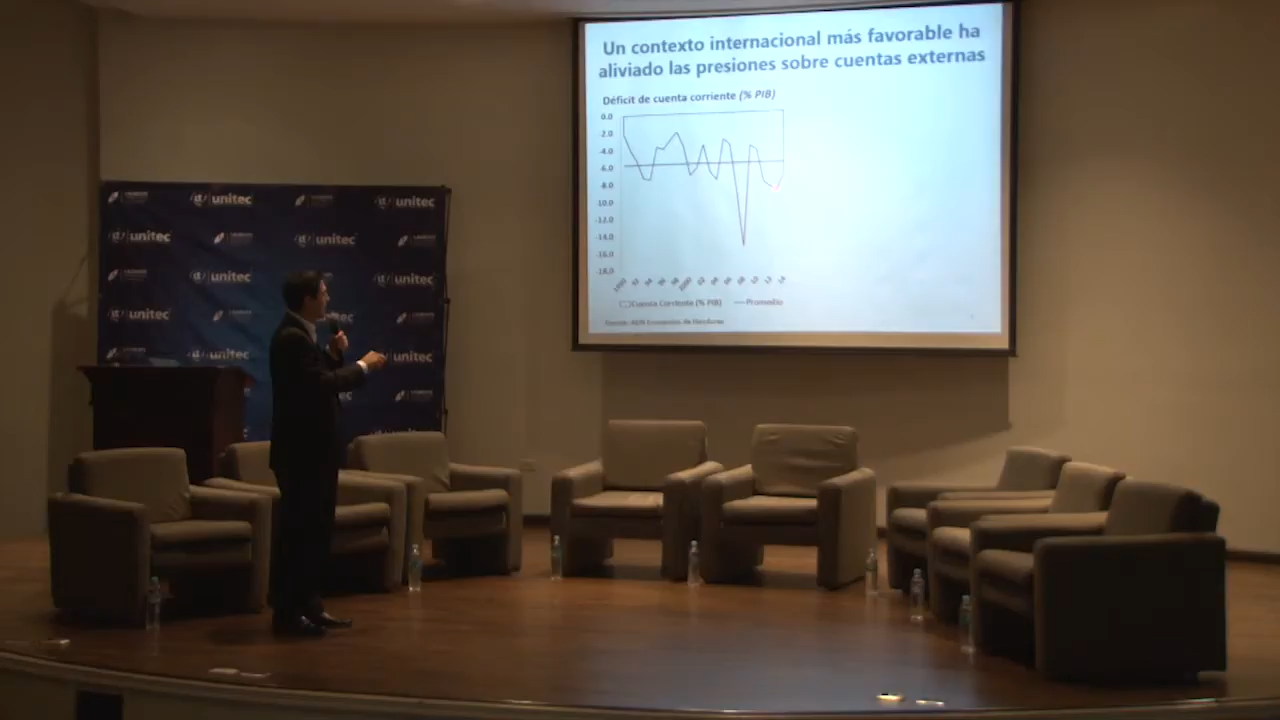 Un contexto internacional más favorable ha
aliviado las presiones sobre cuentas externas
Déficit de cuenta corriente (% PIB)
0.0
-2.0
-4.0
-6.0
-8.0
-10.0
-12.0
-14.0
-16.0
-18.0
Cuenta Corriente (% PIB)
Promedio
unitec
unitec
unitec
unitec
unitec
unitec
unitec
unitec
unitec